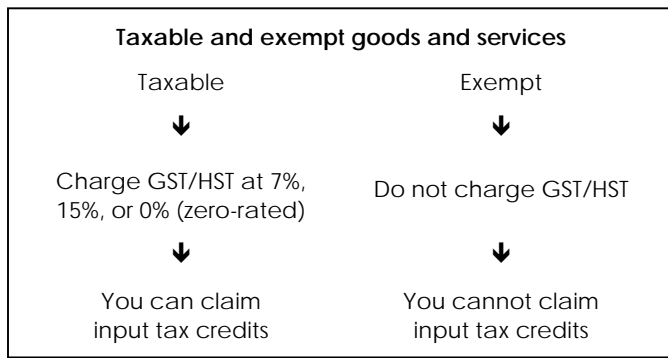 Taxable and exempt goods and services
Taxable
Exempt
Charge GST/HST at 7%,
15%, or 0% (zero-rated)
Do not charge GST/HST
You can claim
input tax credits
You cannot claim
input tax credits